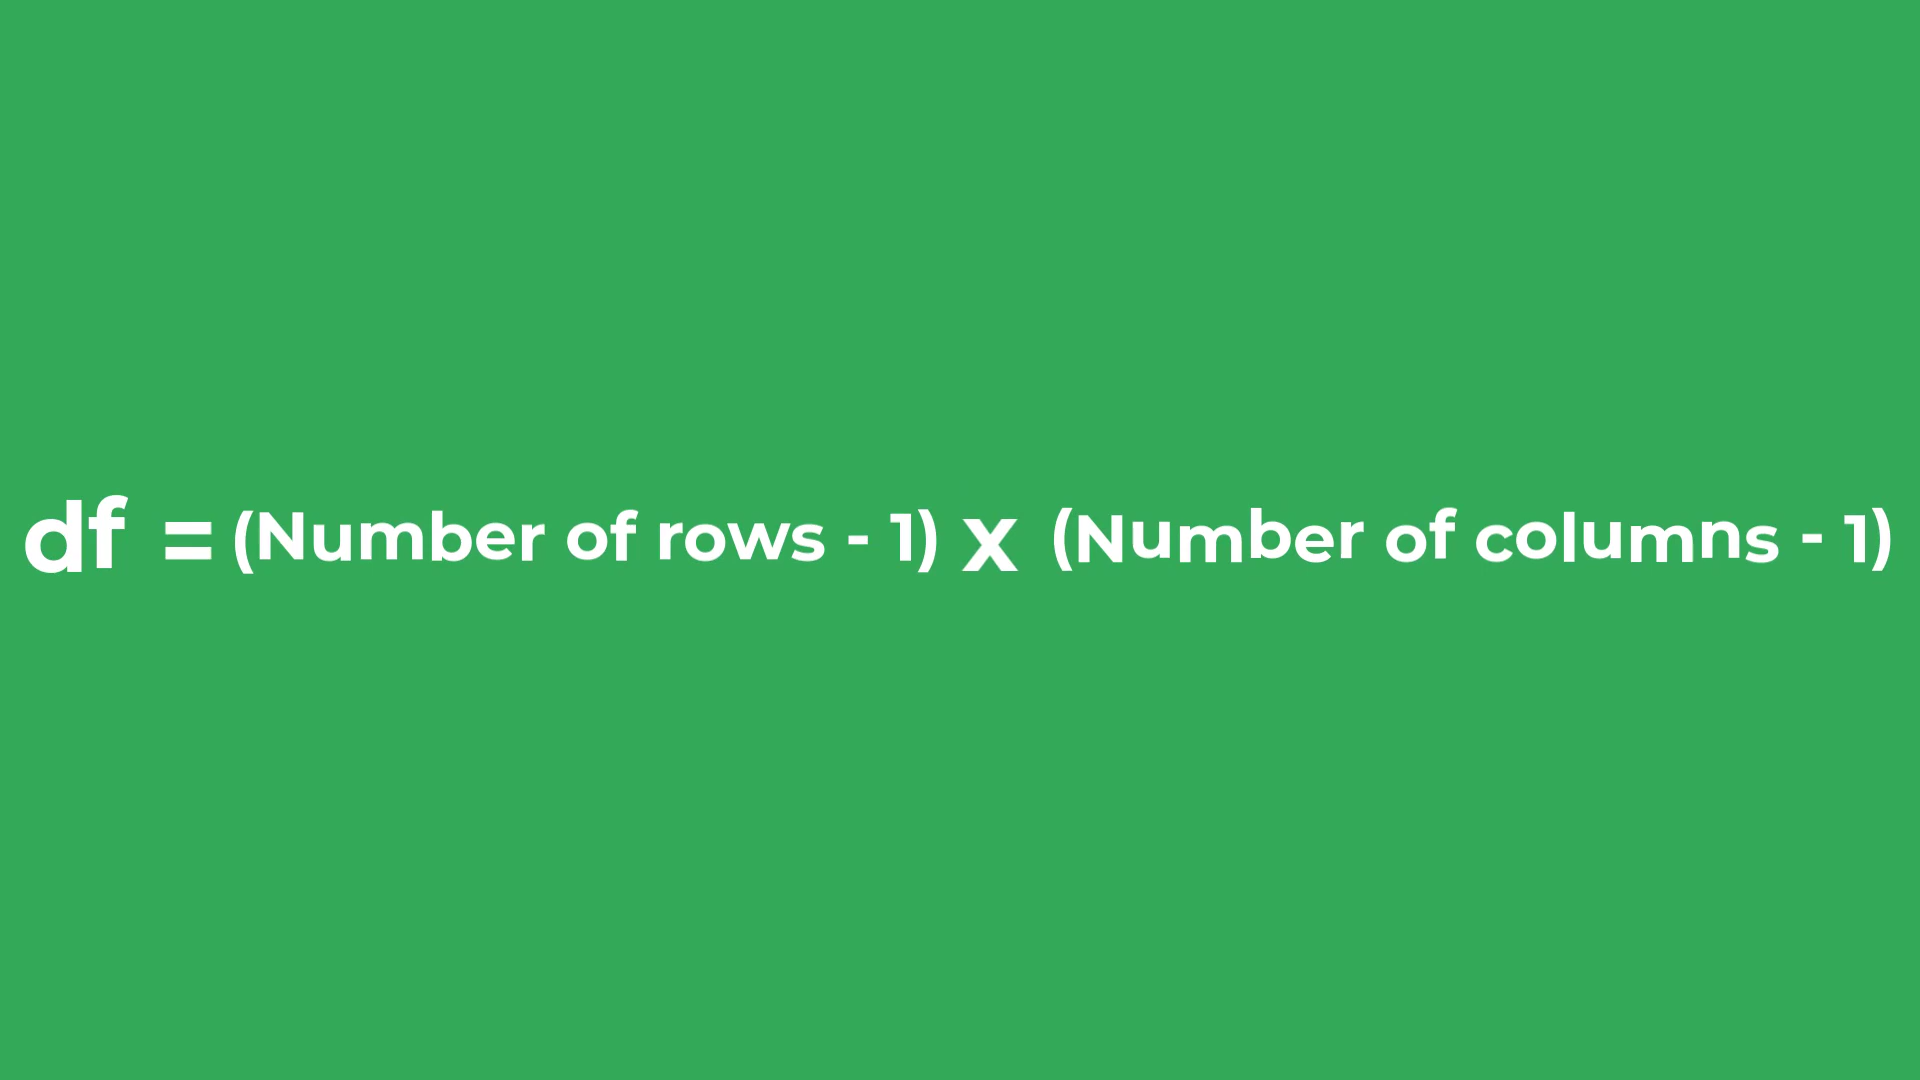 df = (Number of rows - 1) x (Number of columns - 1)